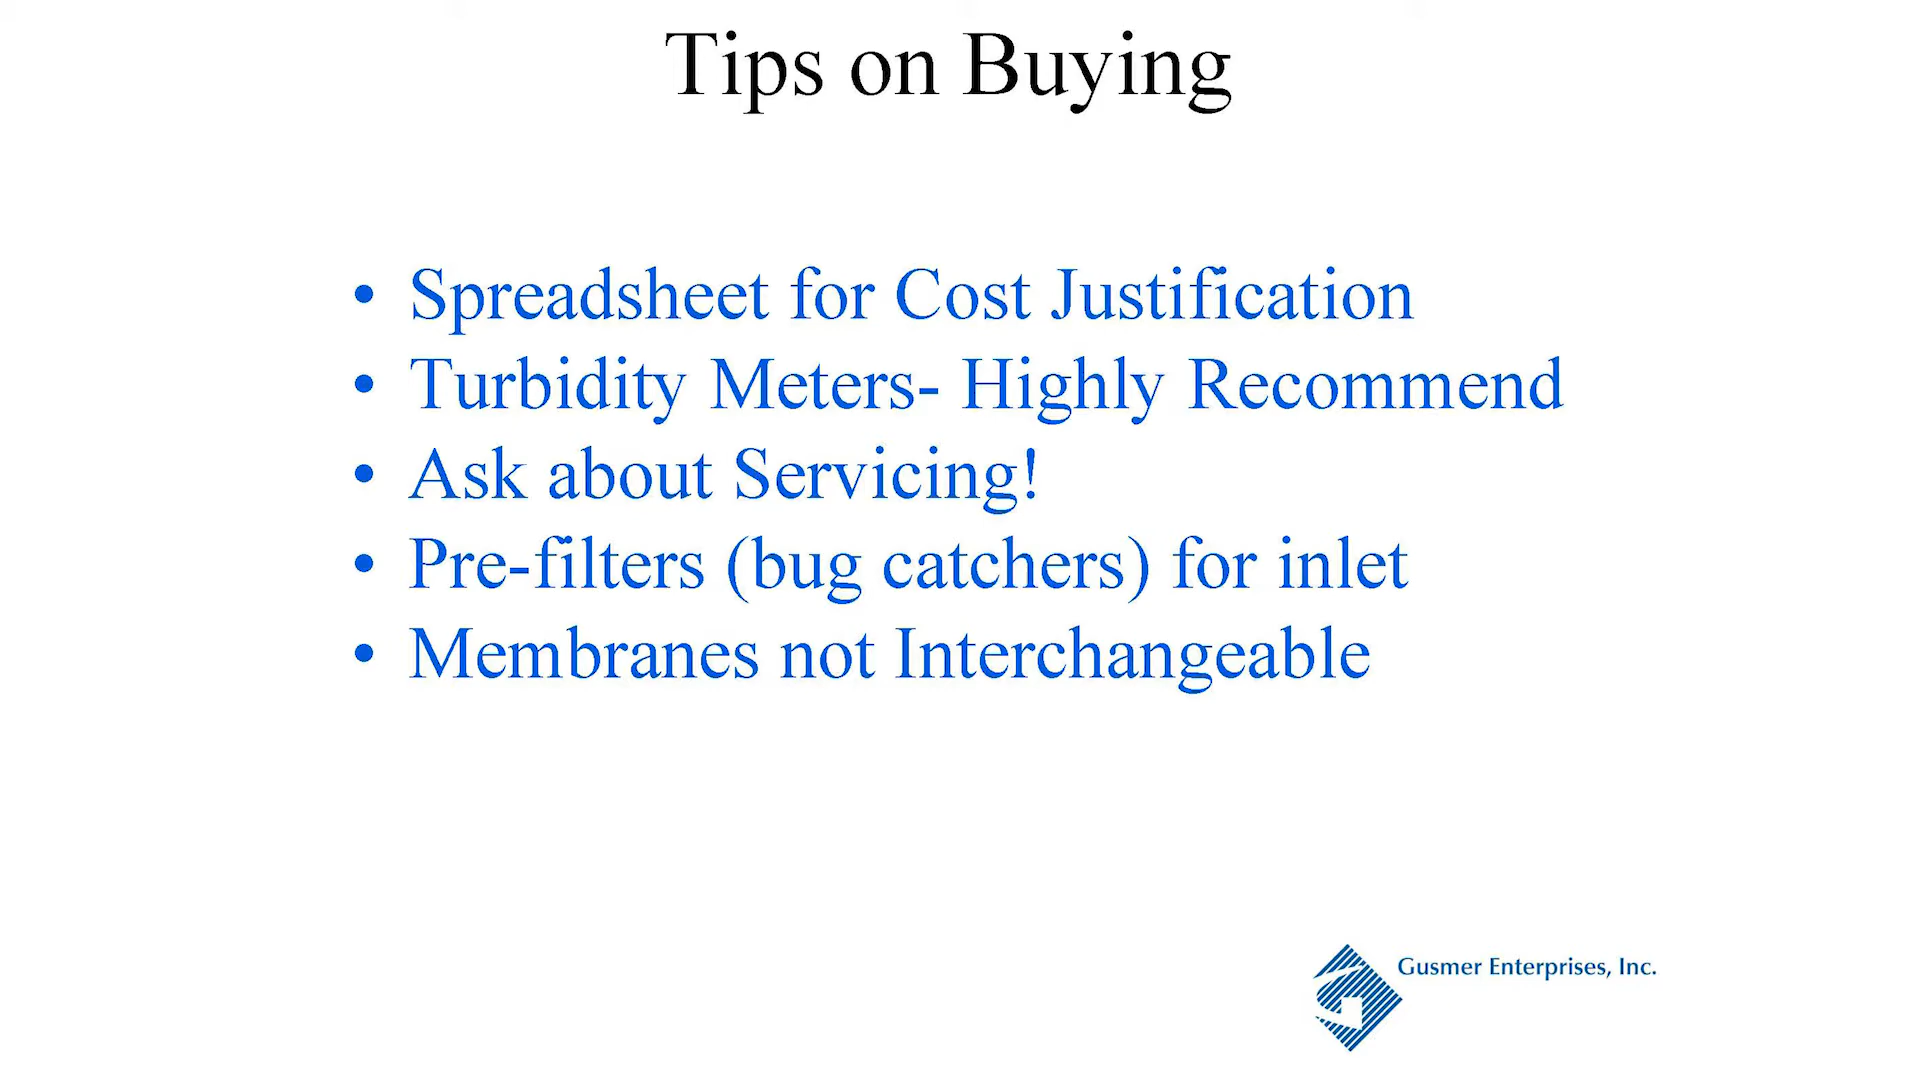 Tips on Buying
• Spreadsheet for Cost Justification
• Turbidity Meters- Highly Recommend
• Ask about Servicing!
• Pre-filters (bug catchers) for inlet
• Membranes not Interchangeable
Gusmer Enterprises, Inc.